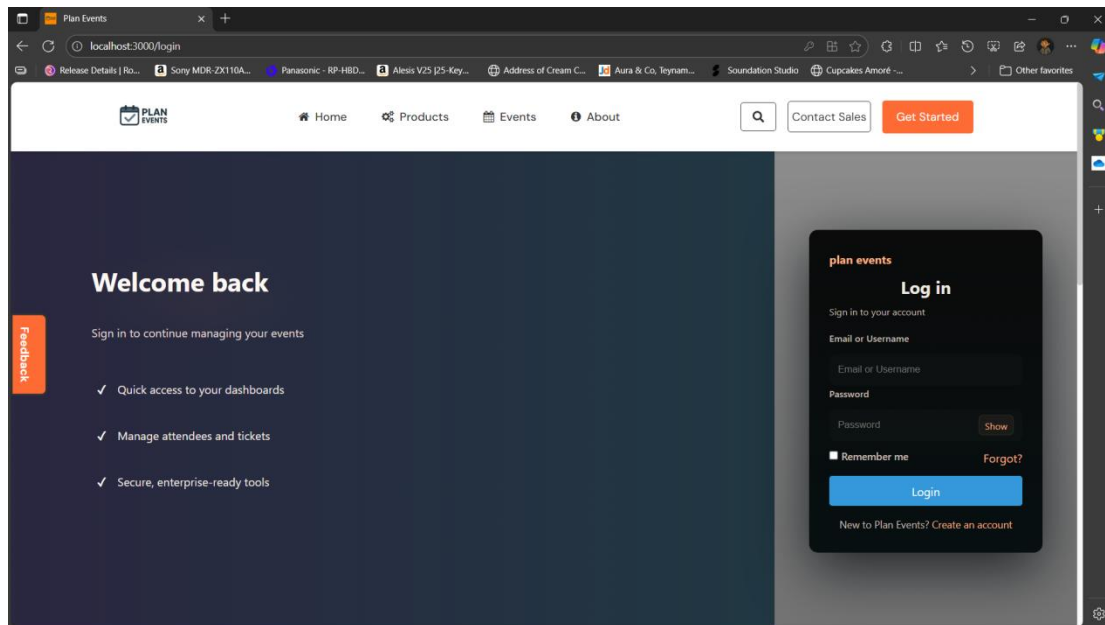 Plan Events
localhost:3000/login
Release Details | Ro...
Sony MDR-ZX110A...
Panasonic - RP-HBD...
Alesis V25 |25-Key...
Address of Cream C...
Aura & Co, Teynam...
Soundation Studio
Cupcakes Amoré -...
Other favorites
PLAN
EVENTS
Home
Products
Events
About
Contact Sales
Get Started
Welcome back
Sign in to continue managing your events
✓ Quick access to your dashboards
✓ Manage attendees and tickets
✓ Secure, enterprise-ready tools
Feedback
plan events
Log in
Sign in to your account
Email or Username
Email or Username
Password
Password
Show
Remember me
Forgot?
Login
New to Plan Events? Create an account